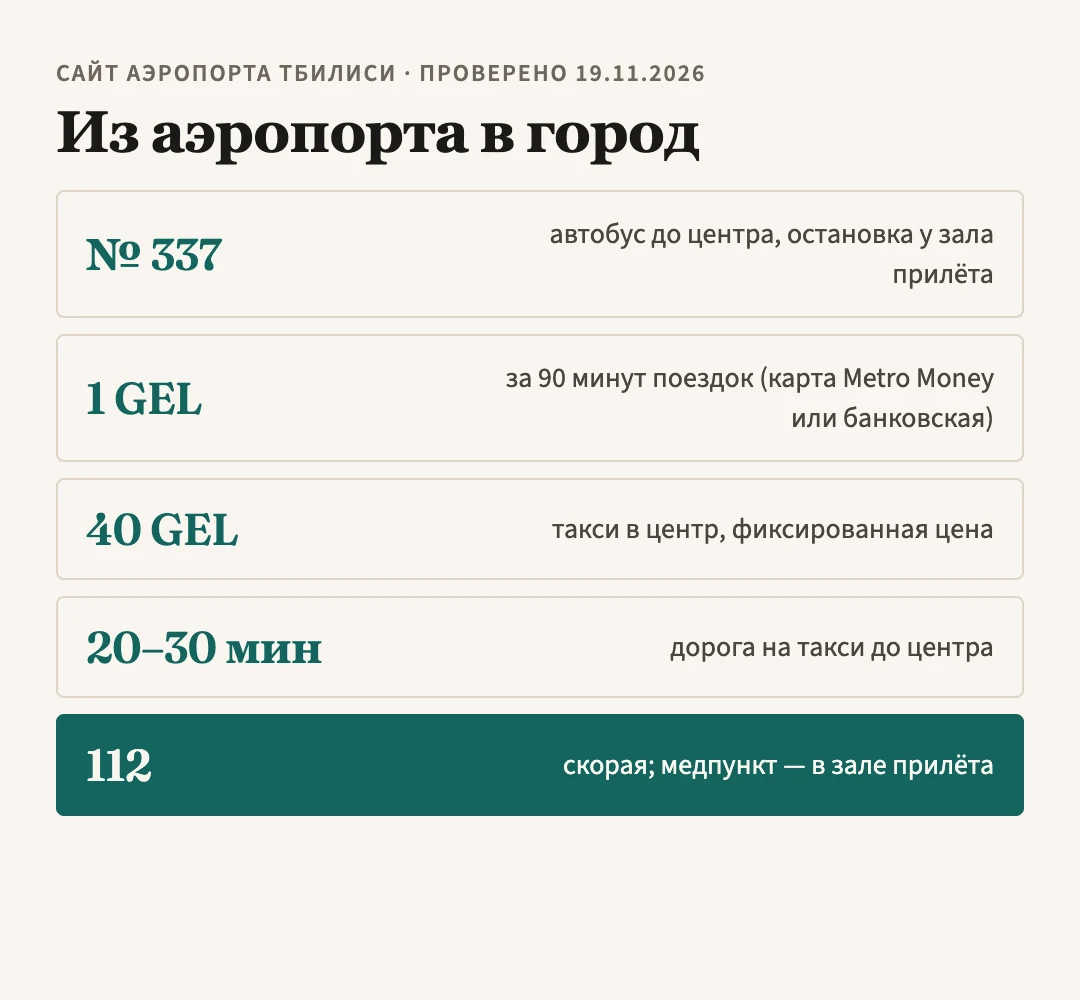 САЙТ АЭРОПОРТА ТБИЛИСИ · ПРОВЕРЕНО 19.11.2026
Из аэропорта в город
№ 337
автобус до центра, остановка у зала
прилёта
1 GEL
за 90 минут поездок (карта Metro Money
или банковская)
40 GEL
такси в центр, фиксированная цена
20–30 мин
дорога на такси до центра
112
скорая; медпункт — в зале прилёта